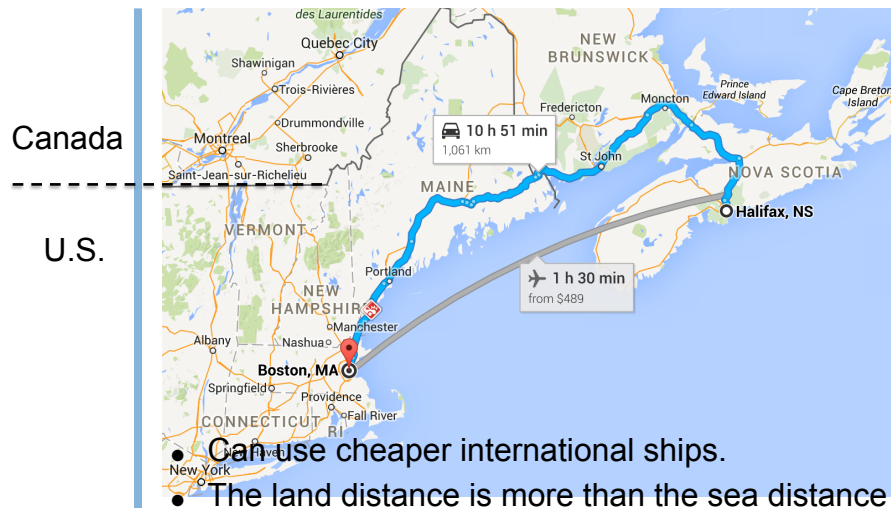 des Laurentides
Quebec City
Shawinigan
Trois-Rivières
Drummondville
Montreal
Sherbrooke
Saint-Jean-sur-Richelieu
Canada
U.S.
NEW
BRUNSWICK
Prince
Edward Island
Cape Breton
Island
Fredericton
Moncton
10 h 51 min
1,061 km
St John
MAINE
NOVA SCOTIA
Halifax, NS
VERMONT
Portland
1 h 30 min
from $489
NEW
HAMPSHIR
Manchester
Albany
Nashua
Boston, MA
Springfield
Providence
Fall River
CONNECTICUT
RI
New Haven
New York
• Can use cheaper international ships.
• The land distance is more than the sea distance